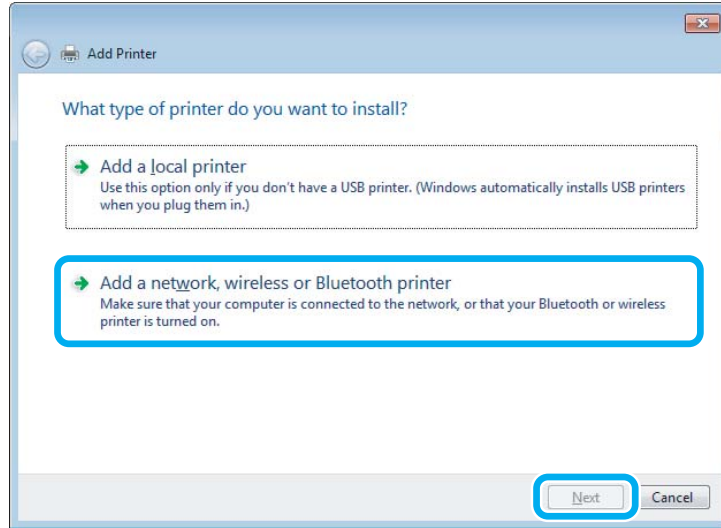 Add Printer
What type of printer do you want to install?
Add a local printer
Use this option only if you don't have a USB printer. (Windows automatically installs USB printers
when you plug them in.)
Add a network, wireless or Bluetooth printer
Make sure that your computer is connected to the network, or that your Bluetooth or wireless
printer is turned on.
Next Cancel